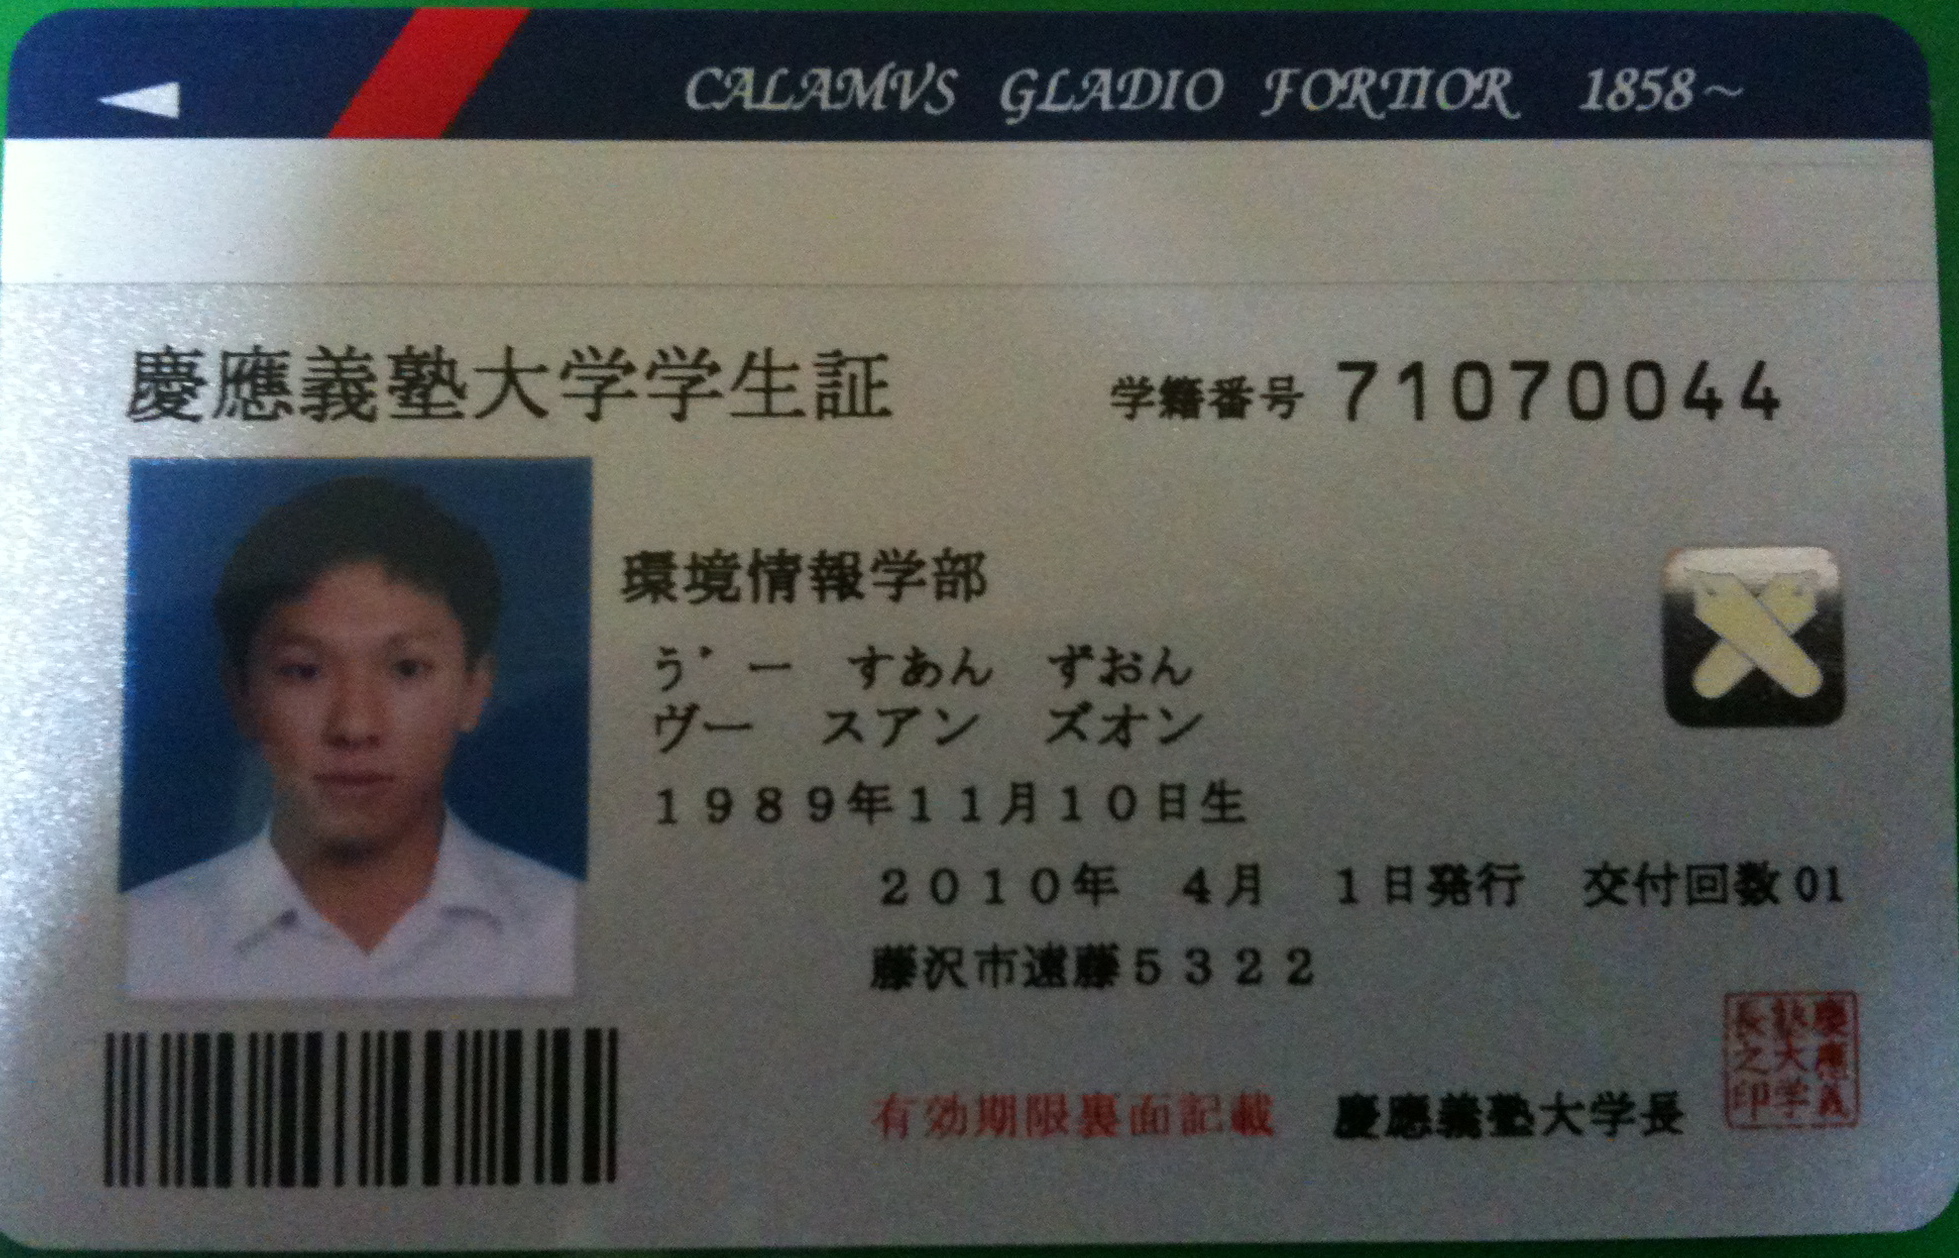 CALAMVS GLADIO FORTIOR 1858～
慶應義塾大学学生証
学籍番号 71070044
環境情報学部
う゛ー すあん ずおん
ヴー スアン ズオン
１９８９年１１月１０日生
２０１０年 ４月 １日発行 交付回数01
藤沢市遠藤５３２２
有効期限裏面記載 慶應義塾大学長
慶應義塾大学長之印